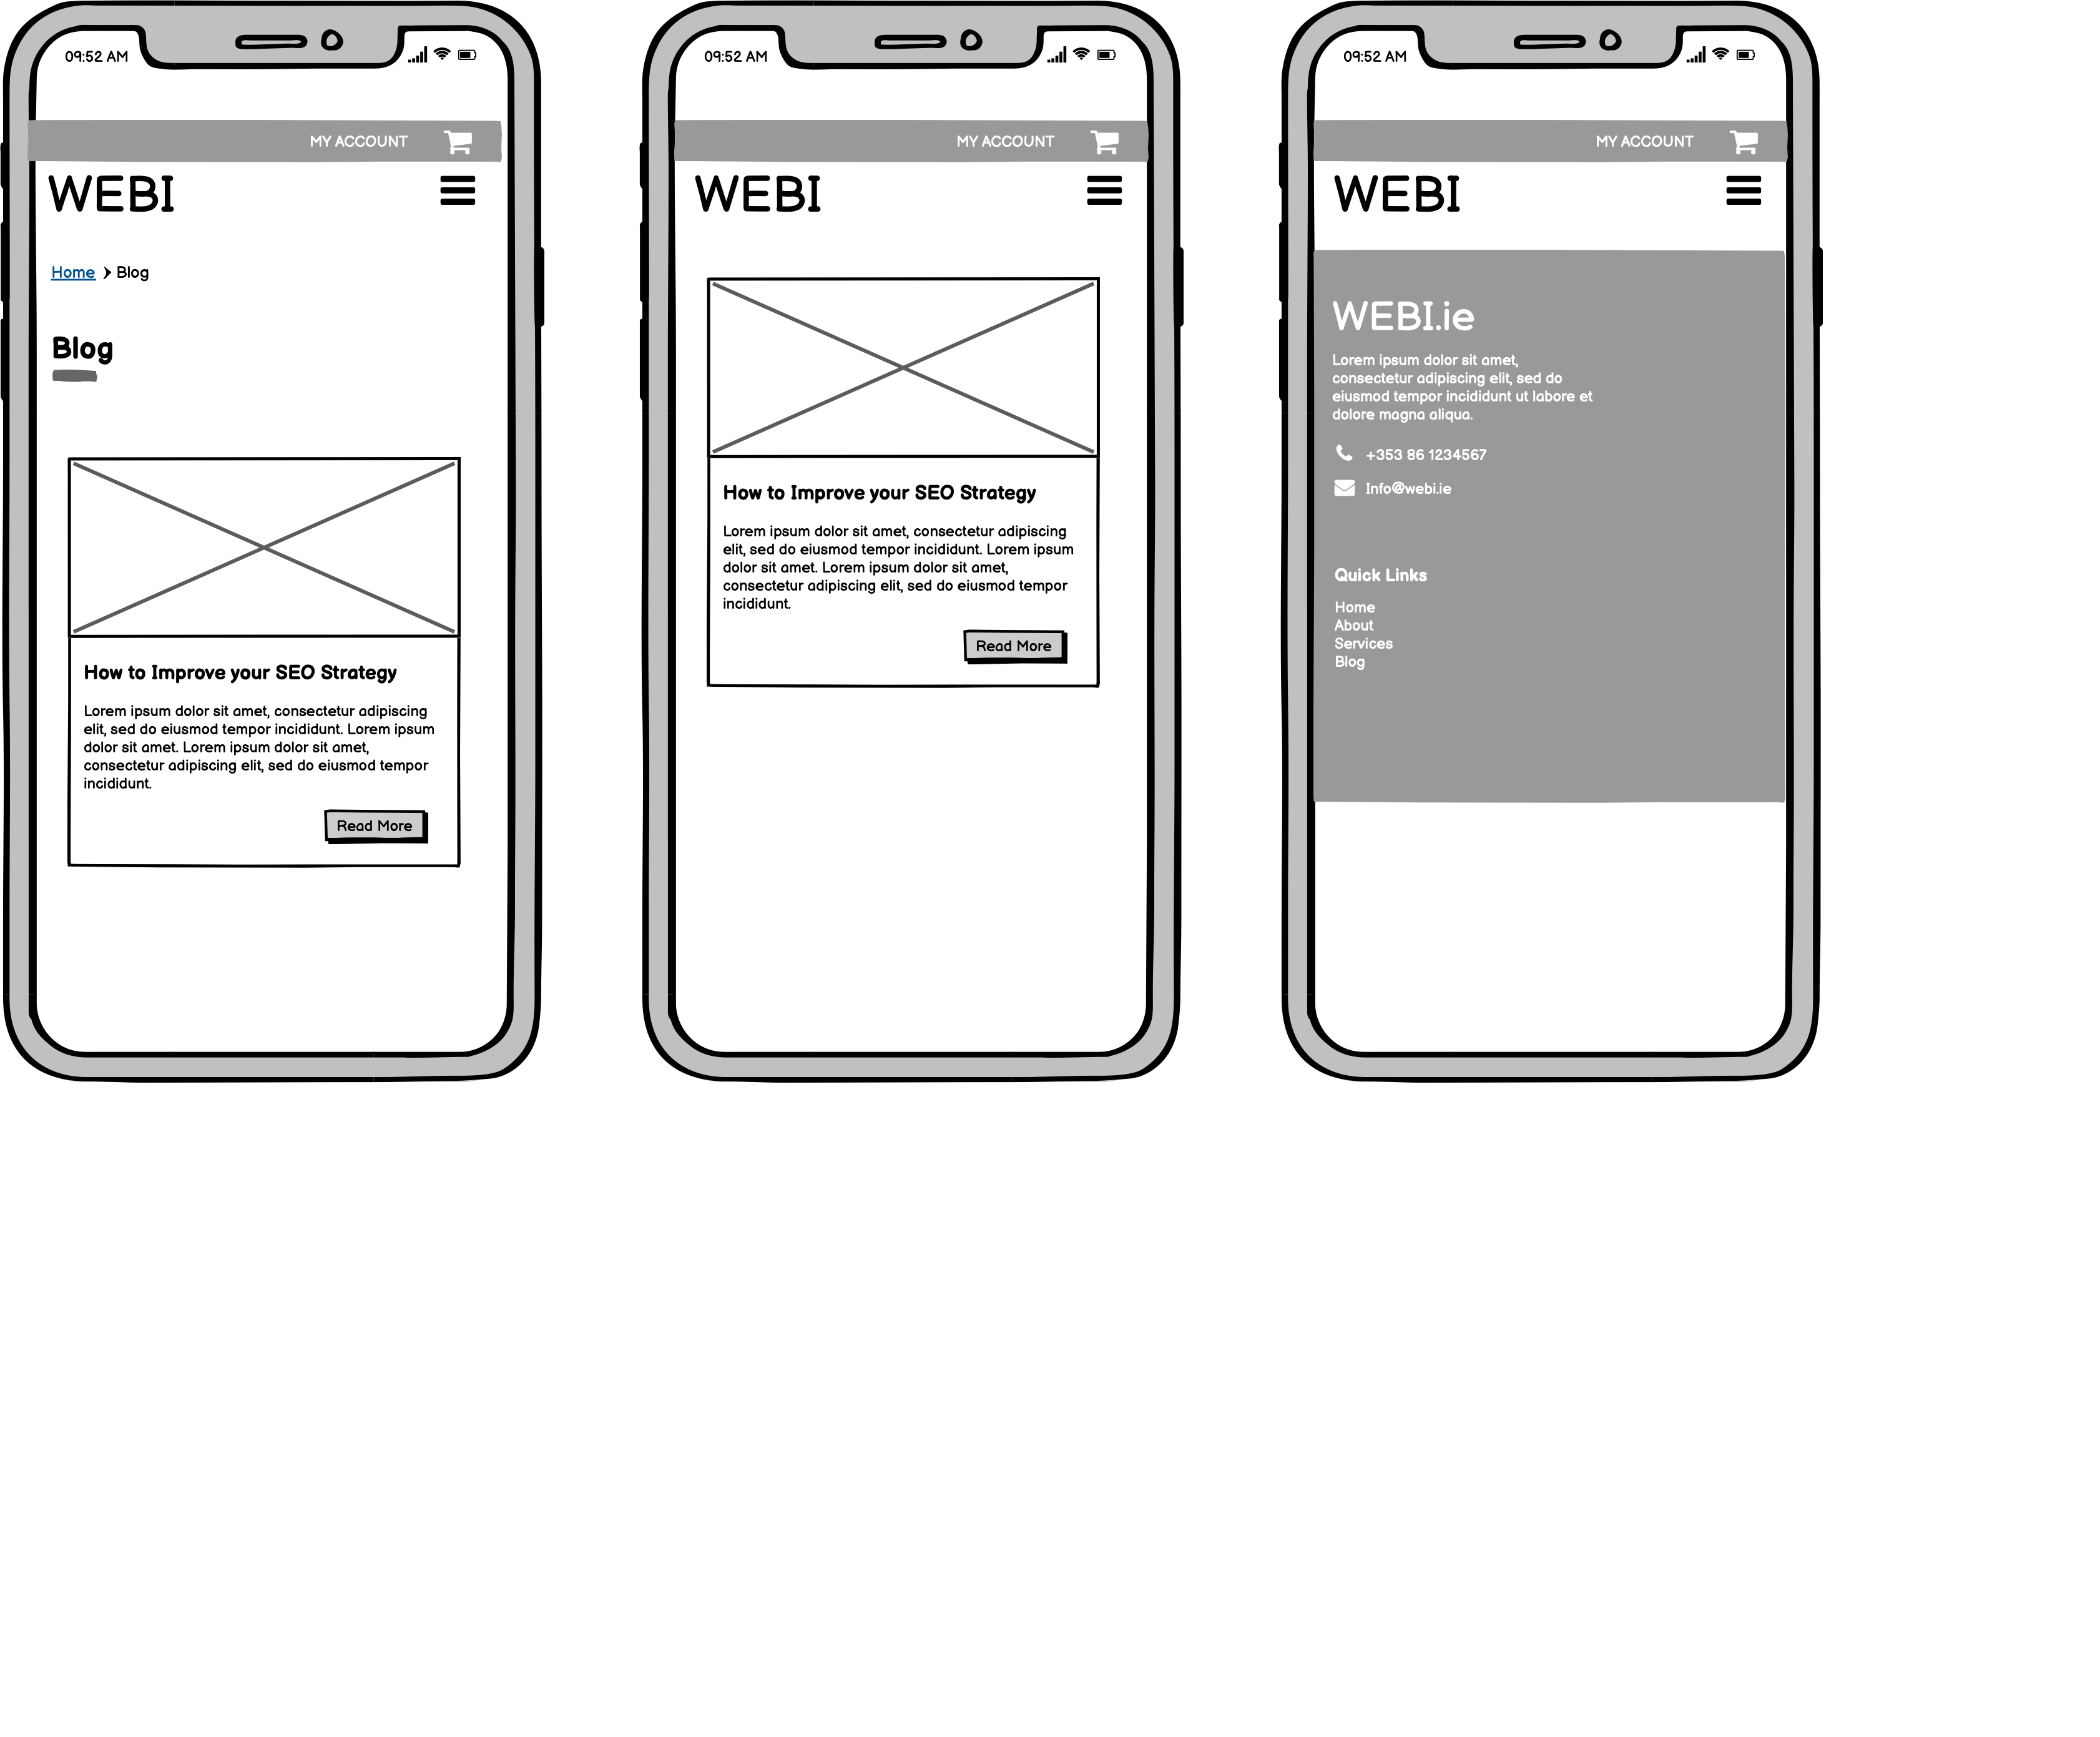 09:52 AM
MY ACCOUNT
WEBI
Home Blog
Blog
How to Improve your SEO Strategy
Lorem ipsum dolor sit amet, consectetur adipiscing
elit, sed do eiusmod tempor incididunt. Lorem ipsum
dolor sit amet. Lorem ipsum dolor sit amet,
consectetur adipiscing elit, sed do eiusmod tempor
incididunt.
Read More
09:52 AM
MY ACCOUNT
WEBI
How to Improve your SEO Strategy
Lorem ipsum dolor sit amet, consectetur adipiscing
elit, sed do eiusmod tempor incididunt. Lorem ipsum
dolor sit amet. Lorem ipsum dolor sit amet,
consectetur adipiscing elit, sed do eiusmod tempor
incididunt.
Read More
09:52 AM
MY ACCOUNT
WEBI
WEBI.ie
Lorem ipsum dolor sit amet,
consectetur adipiscing elit, sed do
eiusmod tempor incididunt ut labore et
dolore magna aliqua.
+353 86 1234567
Info@webi.ie
Quick Links
Home
About
Services
Blog